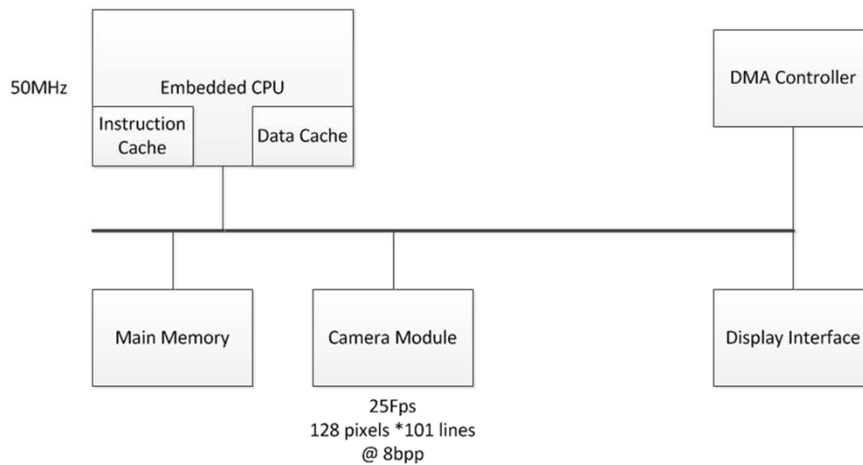 50MHz
Embedded CPU
Instruction
Cache
Data Cache
DMA Controller
Main Memory
Camera Module
Display Interface
25Fps
128 pixels *101 lines
@ 8bpp